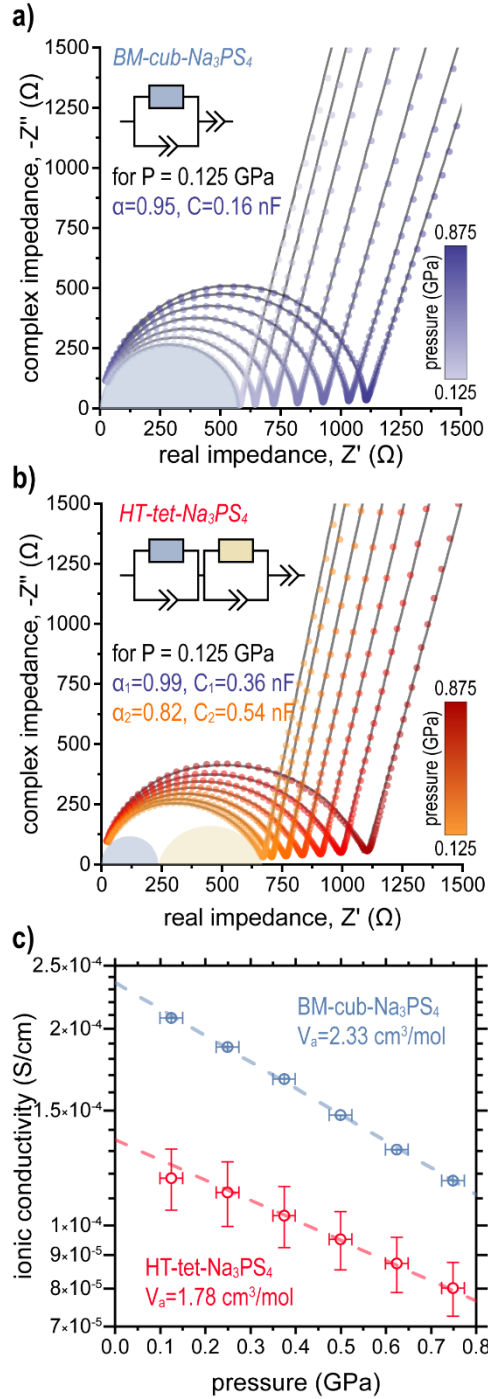 a)
1500
1250
1000
750
500
250
0
complex impedance, -Z'' (Ω)
BM-cub-Na₃PS₄
for P = 0.125 GPa
α=0.95, C=0.16 nF
0.875
pressure (GPa)
0.125
0 250 500 750 1000 1250 1500
real impedance, Z' (Ω)
b)
1500
1250
1000
750
500
250
0
complex impedance, -Z'' (Ω)
HT-tet-Na₃PS₄
for P = 0.125 GPa
α₁=0.99, C₁=0.36 nF
α₂=0.82, C₂=0.54 nF
0.875
pressure (GPa)
0.125
0 250 500 750 1000 1250 1500
real impedance, Z' (Ω)
c)
2.5×10⁻⁴
2×10⁻⁴
1.5×10⁻⁴
1×10⁻⁴
9×10⁻⁵
8×10⁻⁵
7×10⁻⁵
ionic conductivity (S/cm)
BM-cub-Na₃PS₄
Vₐ=2.33 cm³/mol
HT-tet-Na₃PS₄
Vₐ=1.78 cm³/mol
0.0 0.1 0.2 0.3 0.4 0.5 0.6 0.7 0.8
pressure (GPa)